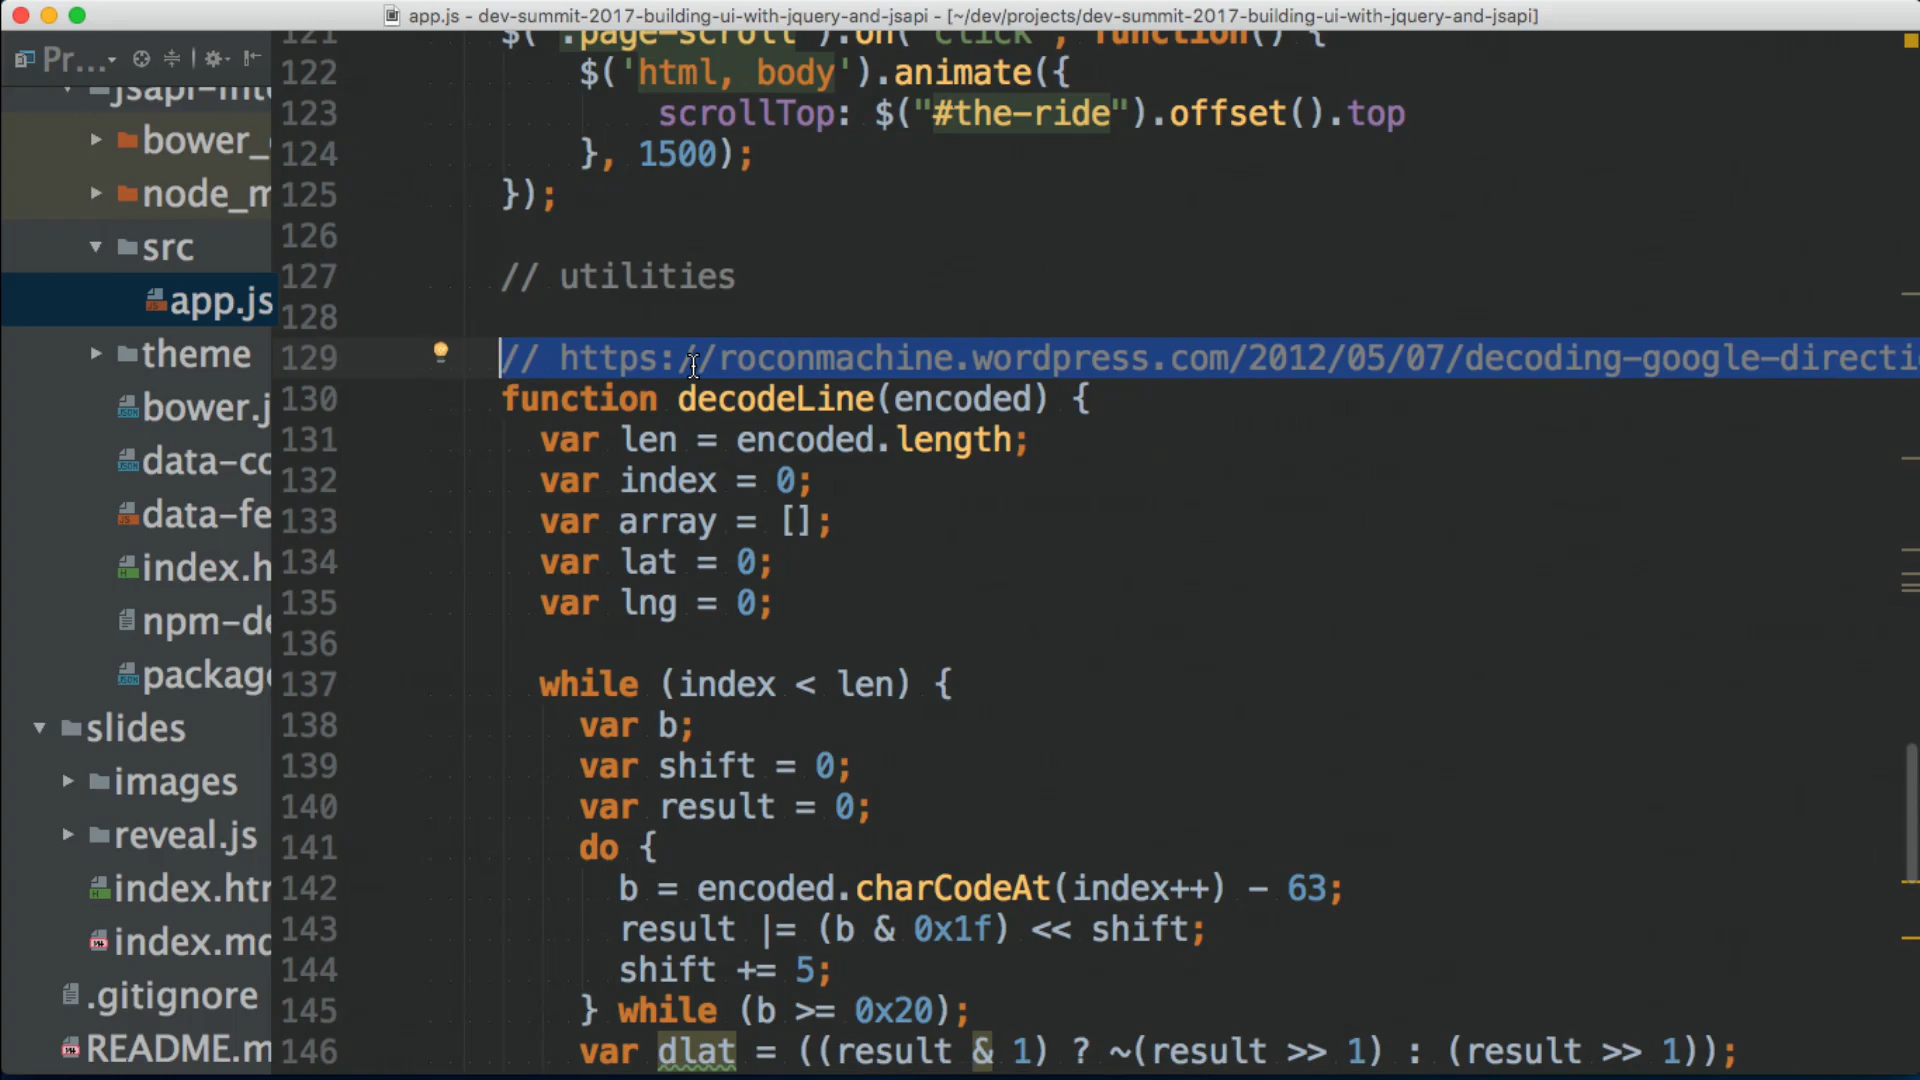 app.js - dev-summit-2017-building-ui-with-jquery-and-jsapi - [~/dev/projects/dev-summit-2017-building-ui-with-jquery-and-jsapi]
Pr...
bower_
node_m
src
app.js
theme
bower.j
data-co
data-fe
index.h
npm-de
package
slides
images
reveal.js
index.htm
index.md
.gitignore
README.m
121 $('.page-scroll').on('click', function() {
122 $('html, body').animate({
123 scrollTop: $("#the-ride").offset().top
124 }, 1500);
125 });
126
127 // utilities
128
129 // https://roconmachine.wordpress.com/2012/05/07/decoding-google-directi
130 function decodeLine(encoded) {
131 var len = encoded.length;
132 var index = 0;
133 var array = [];
134 var lat = 0;
135 var lng = 0;
136
137 while (index < len) {
138 var b;
139 var shift = 0;
140 var result = 0;
141 do {
142 b = encoded.charCodeAt(index++) - 63;
143 result |= (b & 0x1f) << shift;
144 shift += 5;
145 } while (b >= 0x20);
146 var dlat = ((result & 1) ? ~(result >> 1) : (result >> 1));